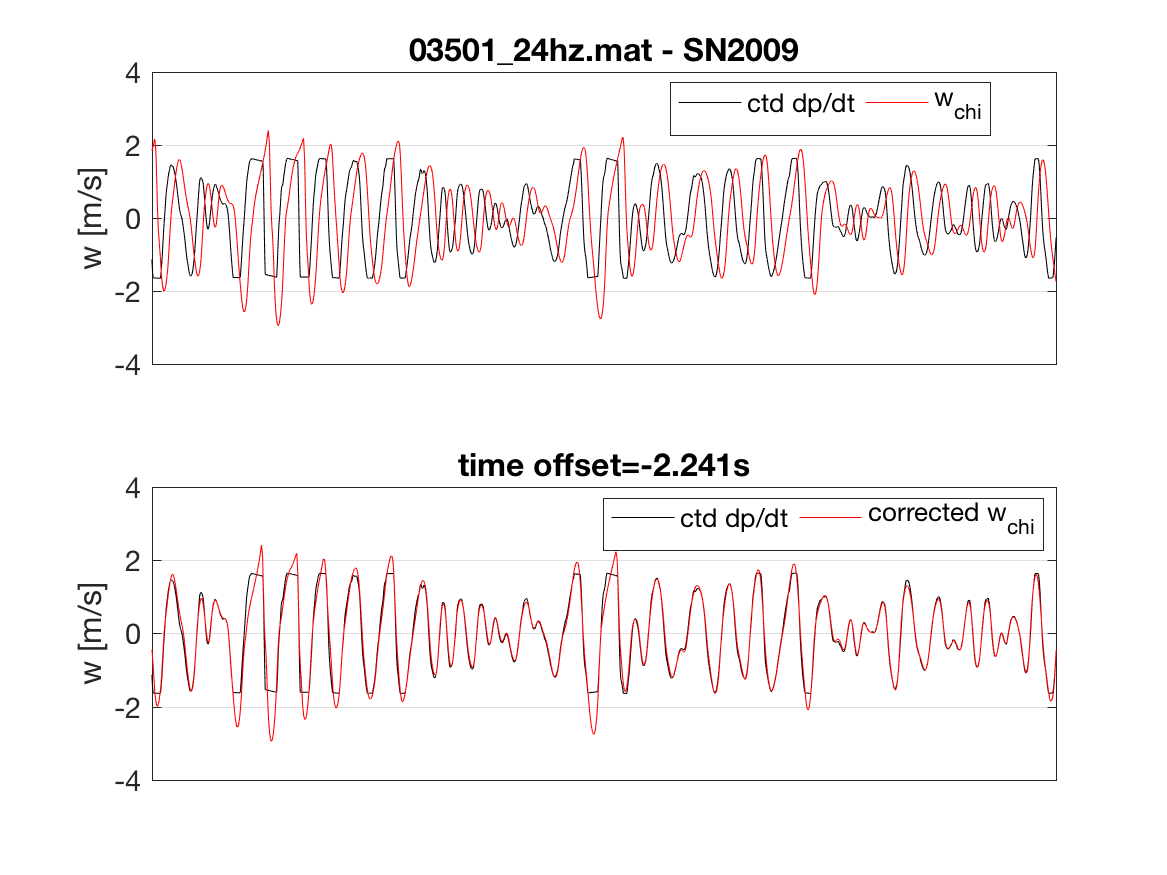 03501_24hz.mat - SN2009
4
ctd dp/dt w_chi
2
0
-2
-4
w [m/s]
time offset=-2.241s
4
ctd dp/dt corrected w_chi
2
0
-2
-4
w [m/s]